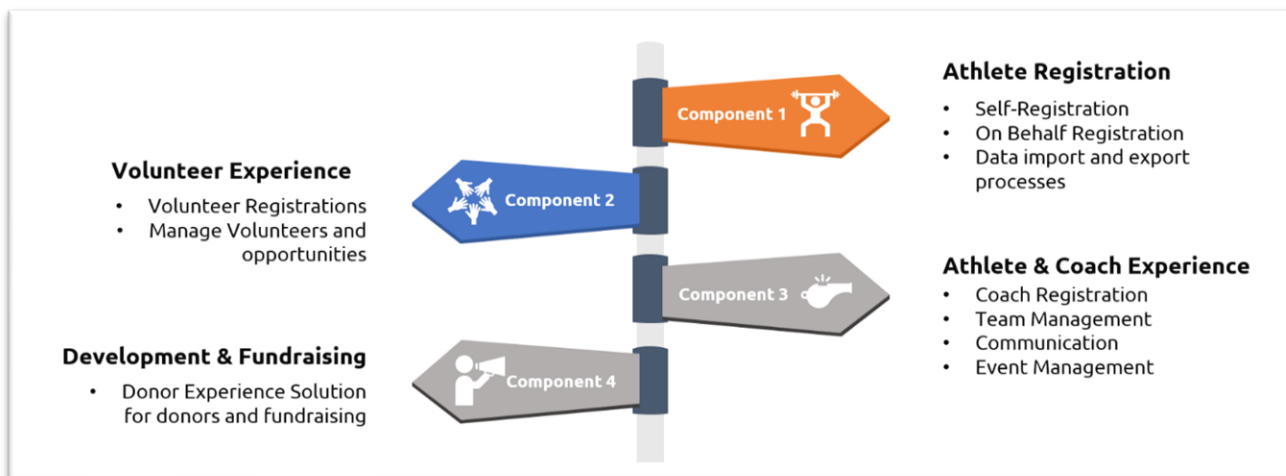 Athlete Registration
• Self-Registration
• On Behalf Registration
• Data import and export
processes
Component 1
Volunteer Experience
• Volunteer Registrations
• Manage Volunteers and
opportunities
Component 2
Athlete & Coach Experience
• Coach Registration
• Team Management
• Communication
• Event Management
Component 3
Development & Fundraising
• Donor Experience Solution
for donors and fundraising
Component 4